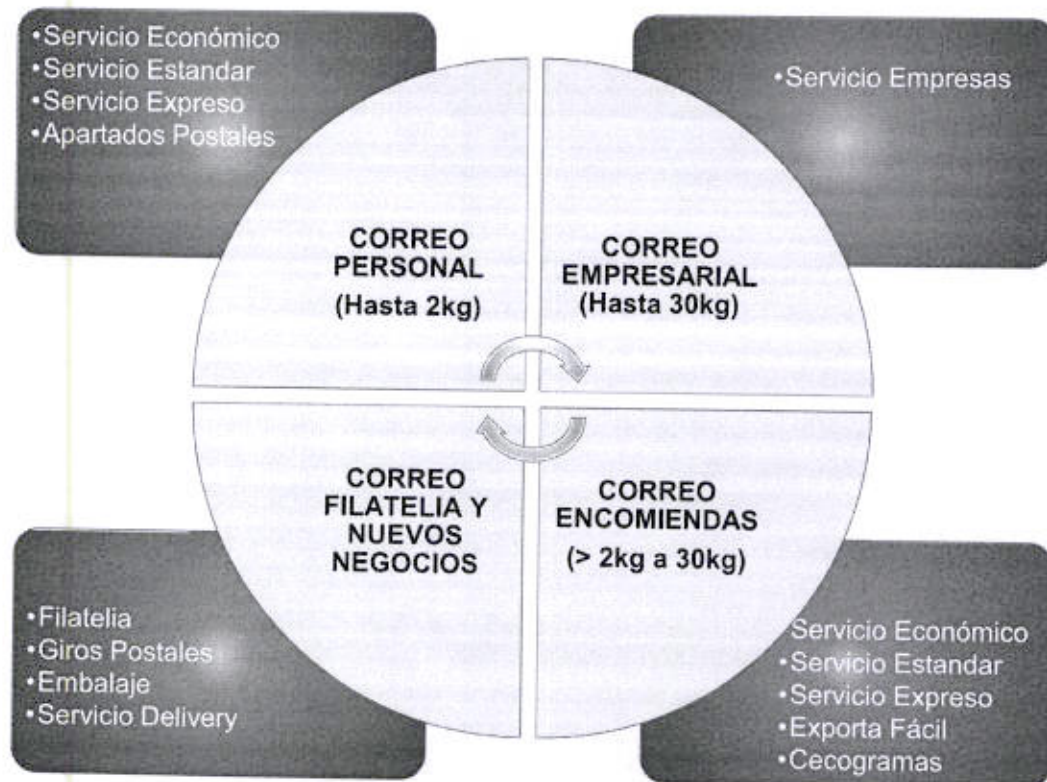 •Servicio Económico
•Servicio Estandar
•Servicio Expreso
•Apartados Postales
•Servicio Empresas
CORREO
PERSONAL
(Hasta 2kg)
CORREO
EMPRESARIAL
(Hasta 30kg)
CORREO
FILATELIA Y
NUEVOS
NEGOCIOS
CORREO
ENCOMIENDAS
(> 2kg a 30kg)
•Filatelia
•Giros Postales
•Embalaje
•Servicio Delivery
Servicio Económico
•Servicio Estandar
•Servicio Expreso
•Exporta Fácil
•Cecogramas